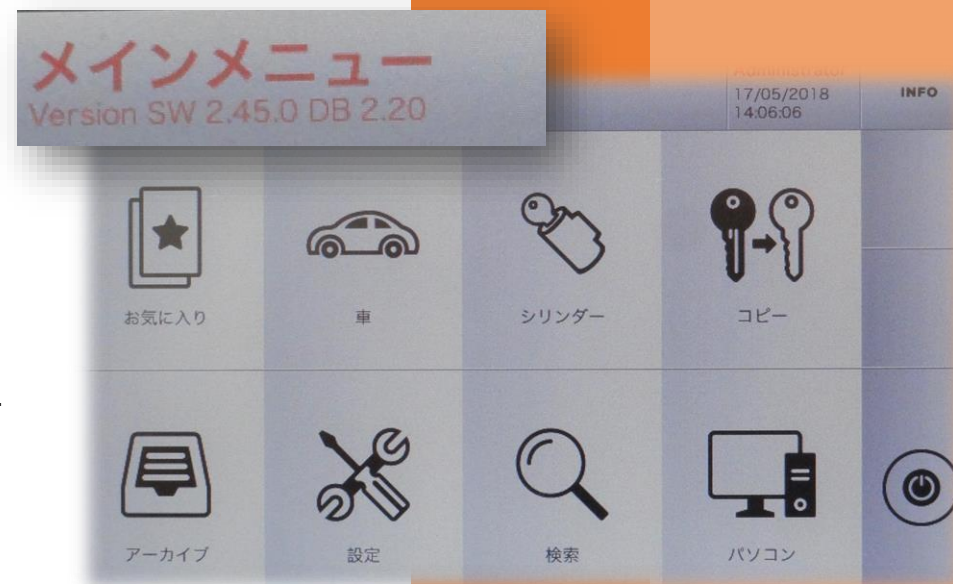 メインメニュー
Version SW 2.45.0 DB 2.20
Administrator
17/05/2018
14:06:06
INFO
お気に入り
車
シリンダー
コピー
アーカイブ
設定
検索
パソコン